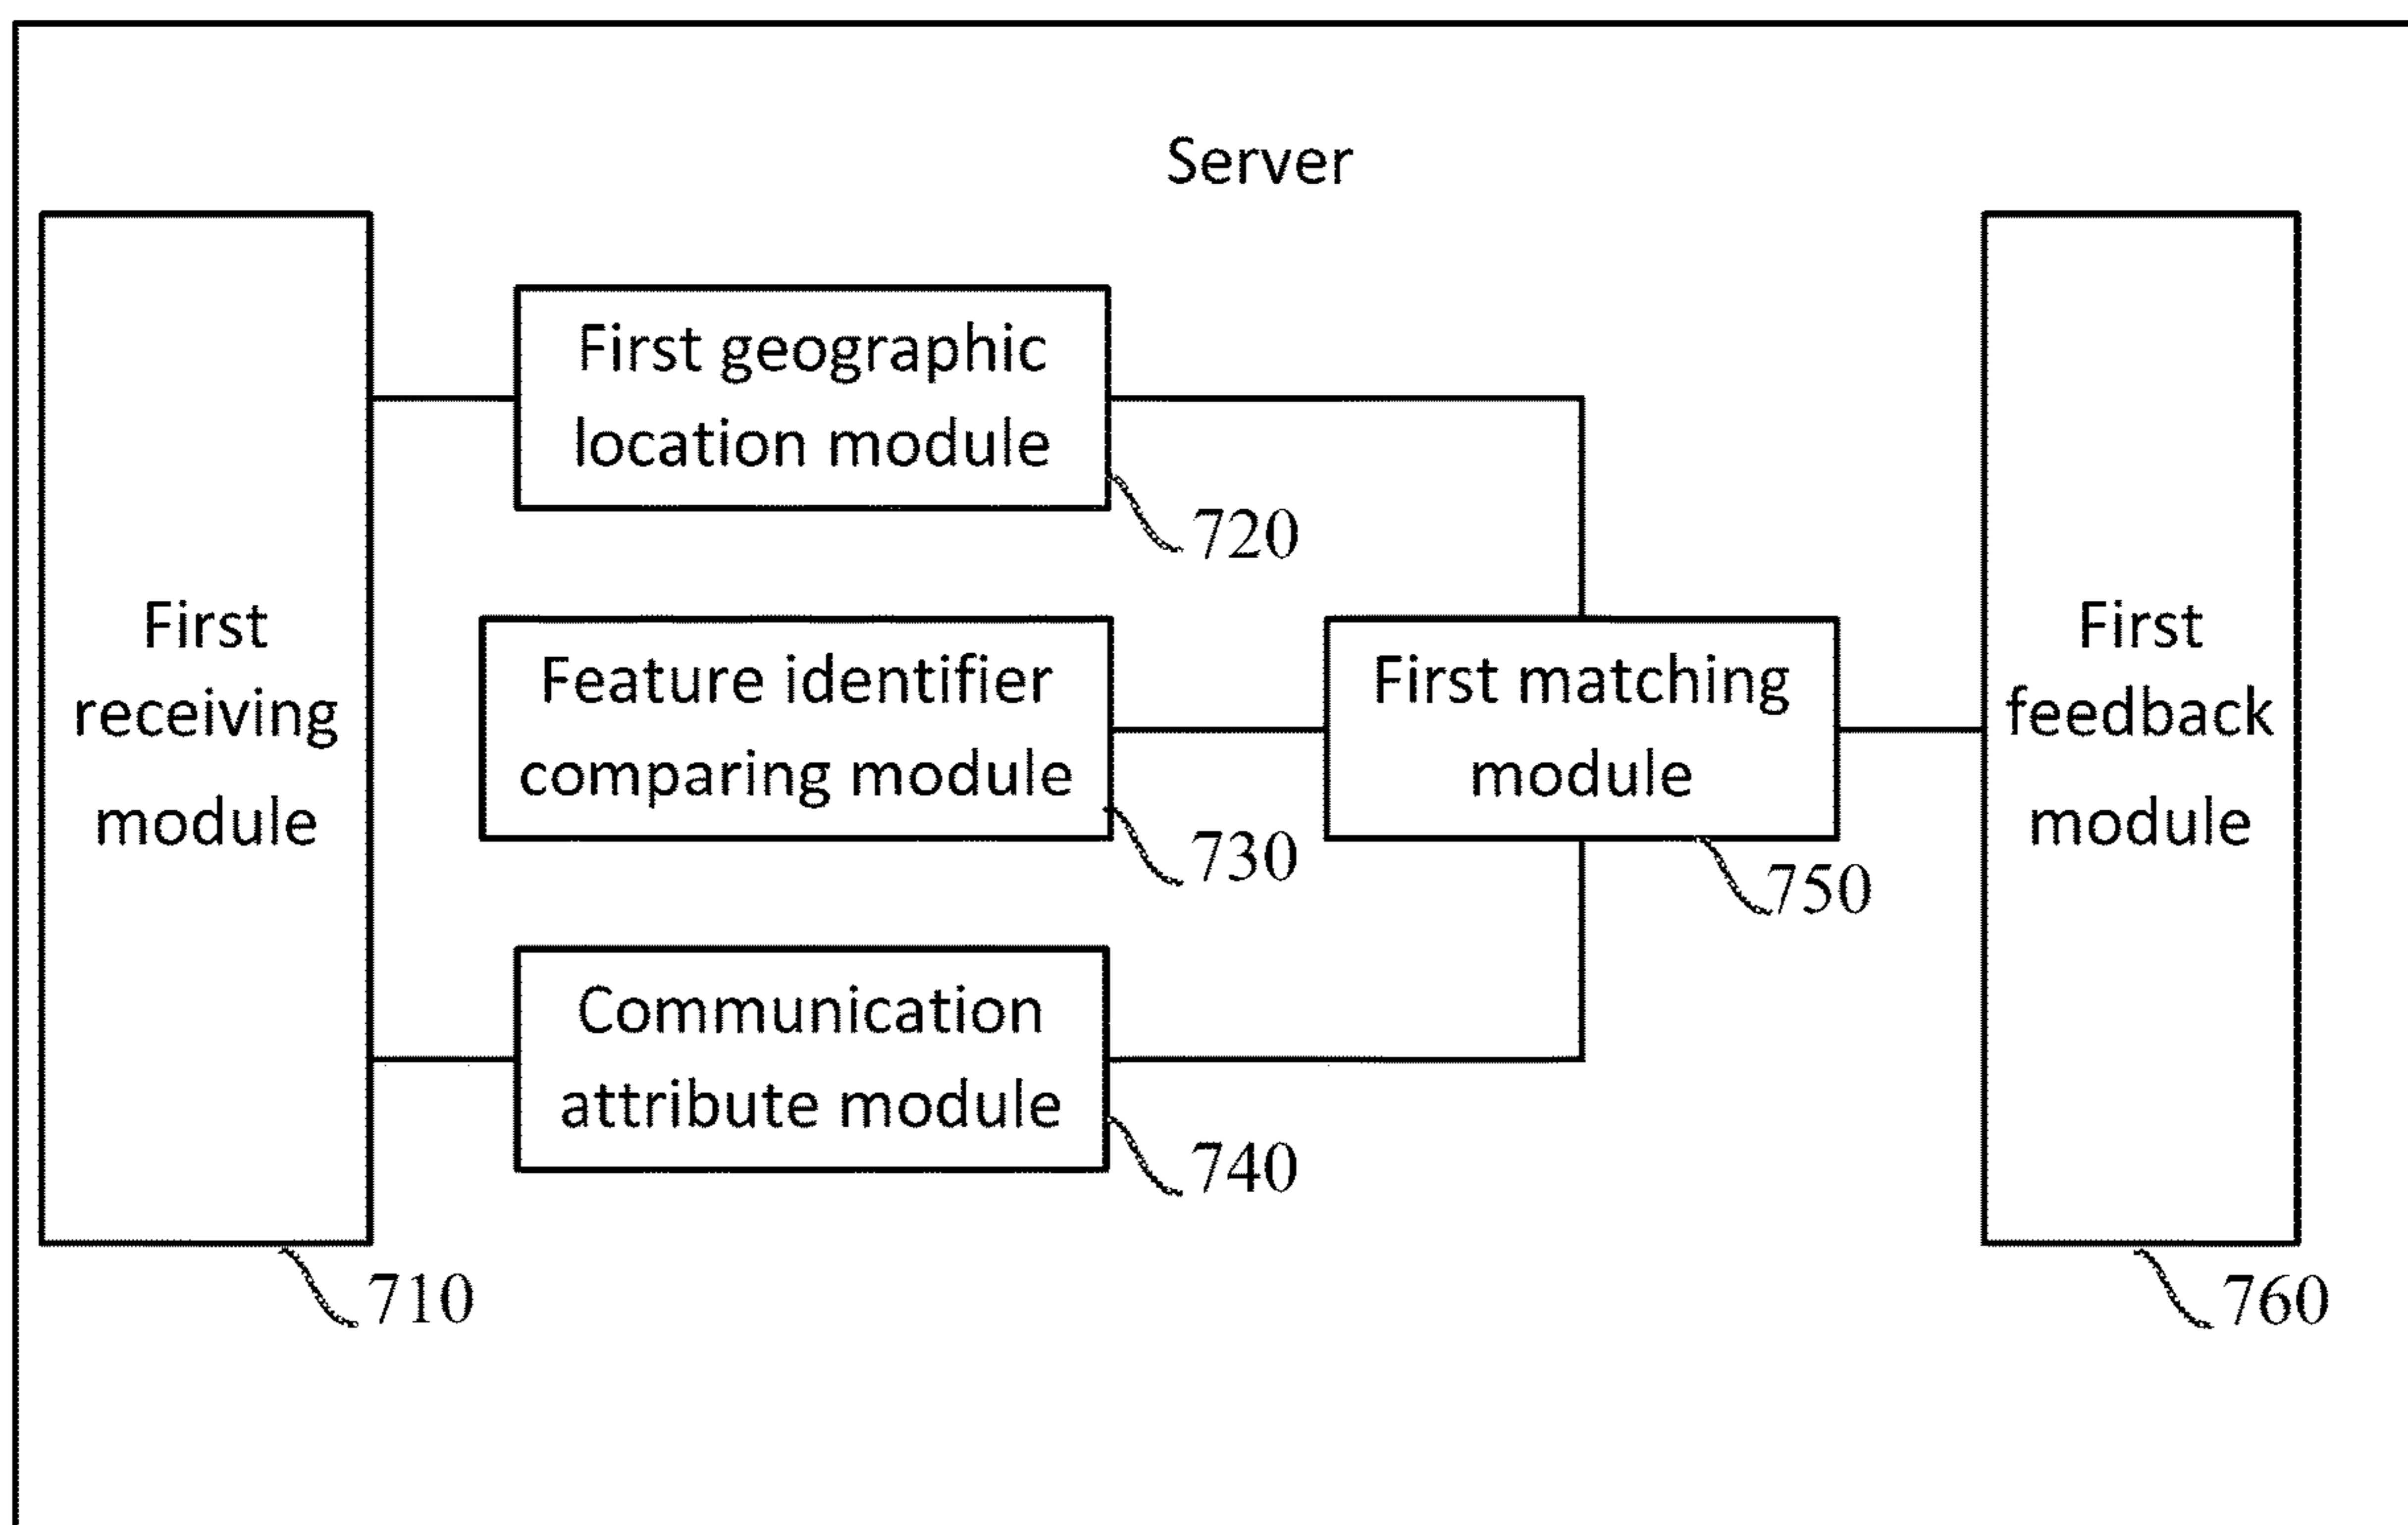 Server
First
receiving
module
710
First geographic
location module
720
Feature identifier
comparing module
730
Communication
attribute module
740
First matching
module
750
First
feedback
module
760